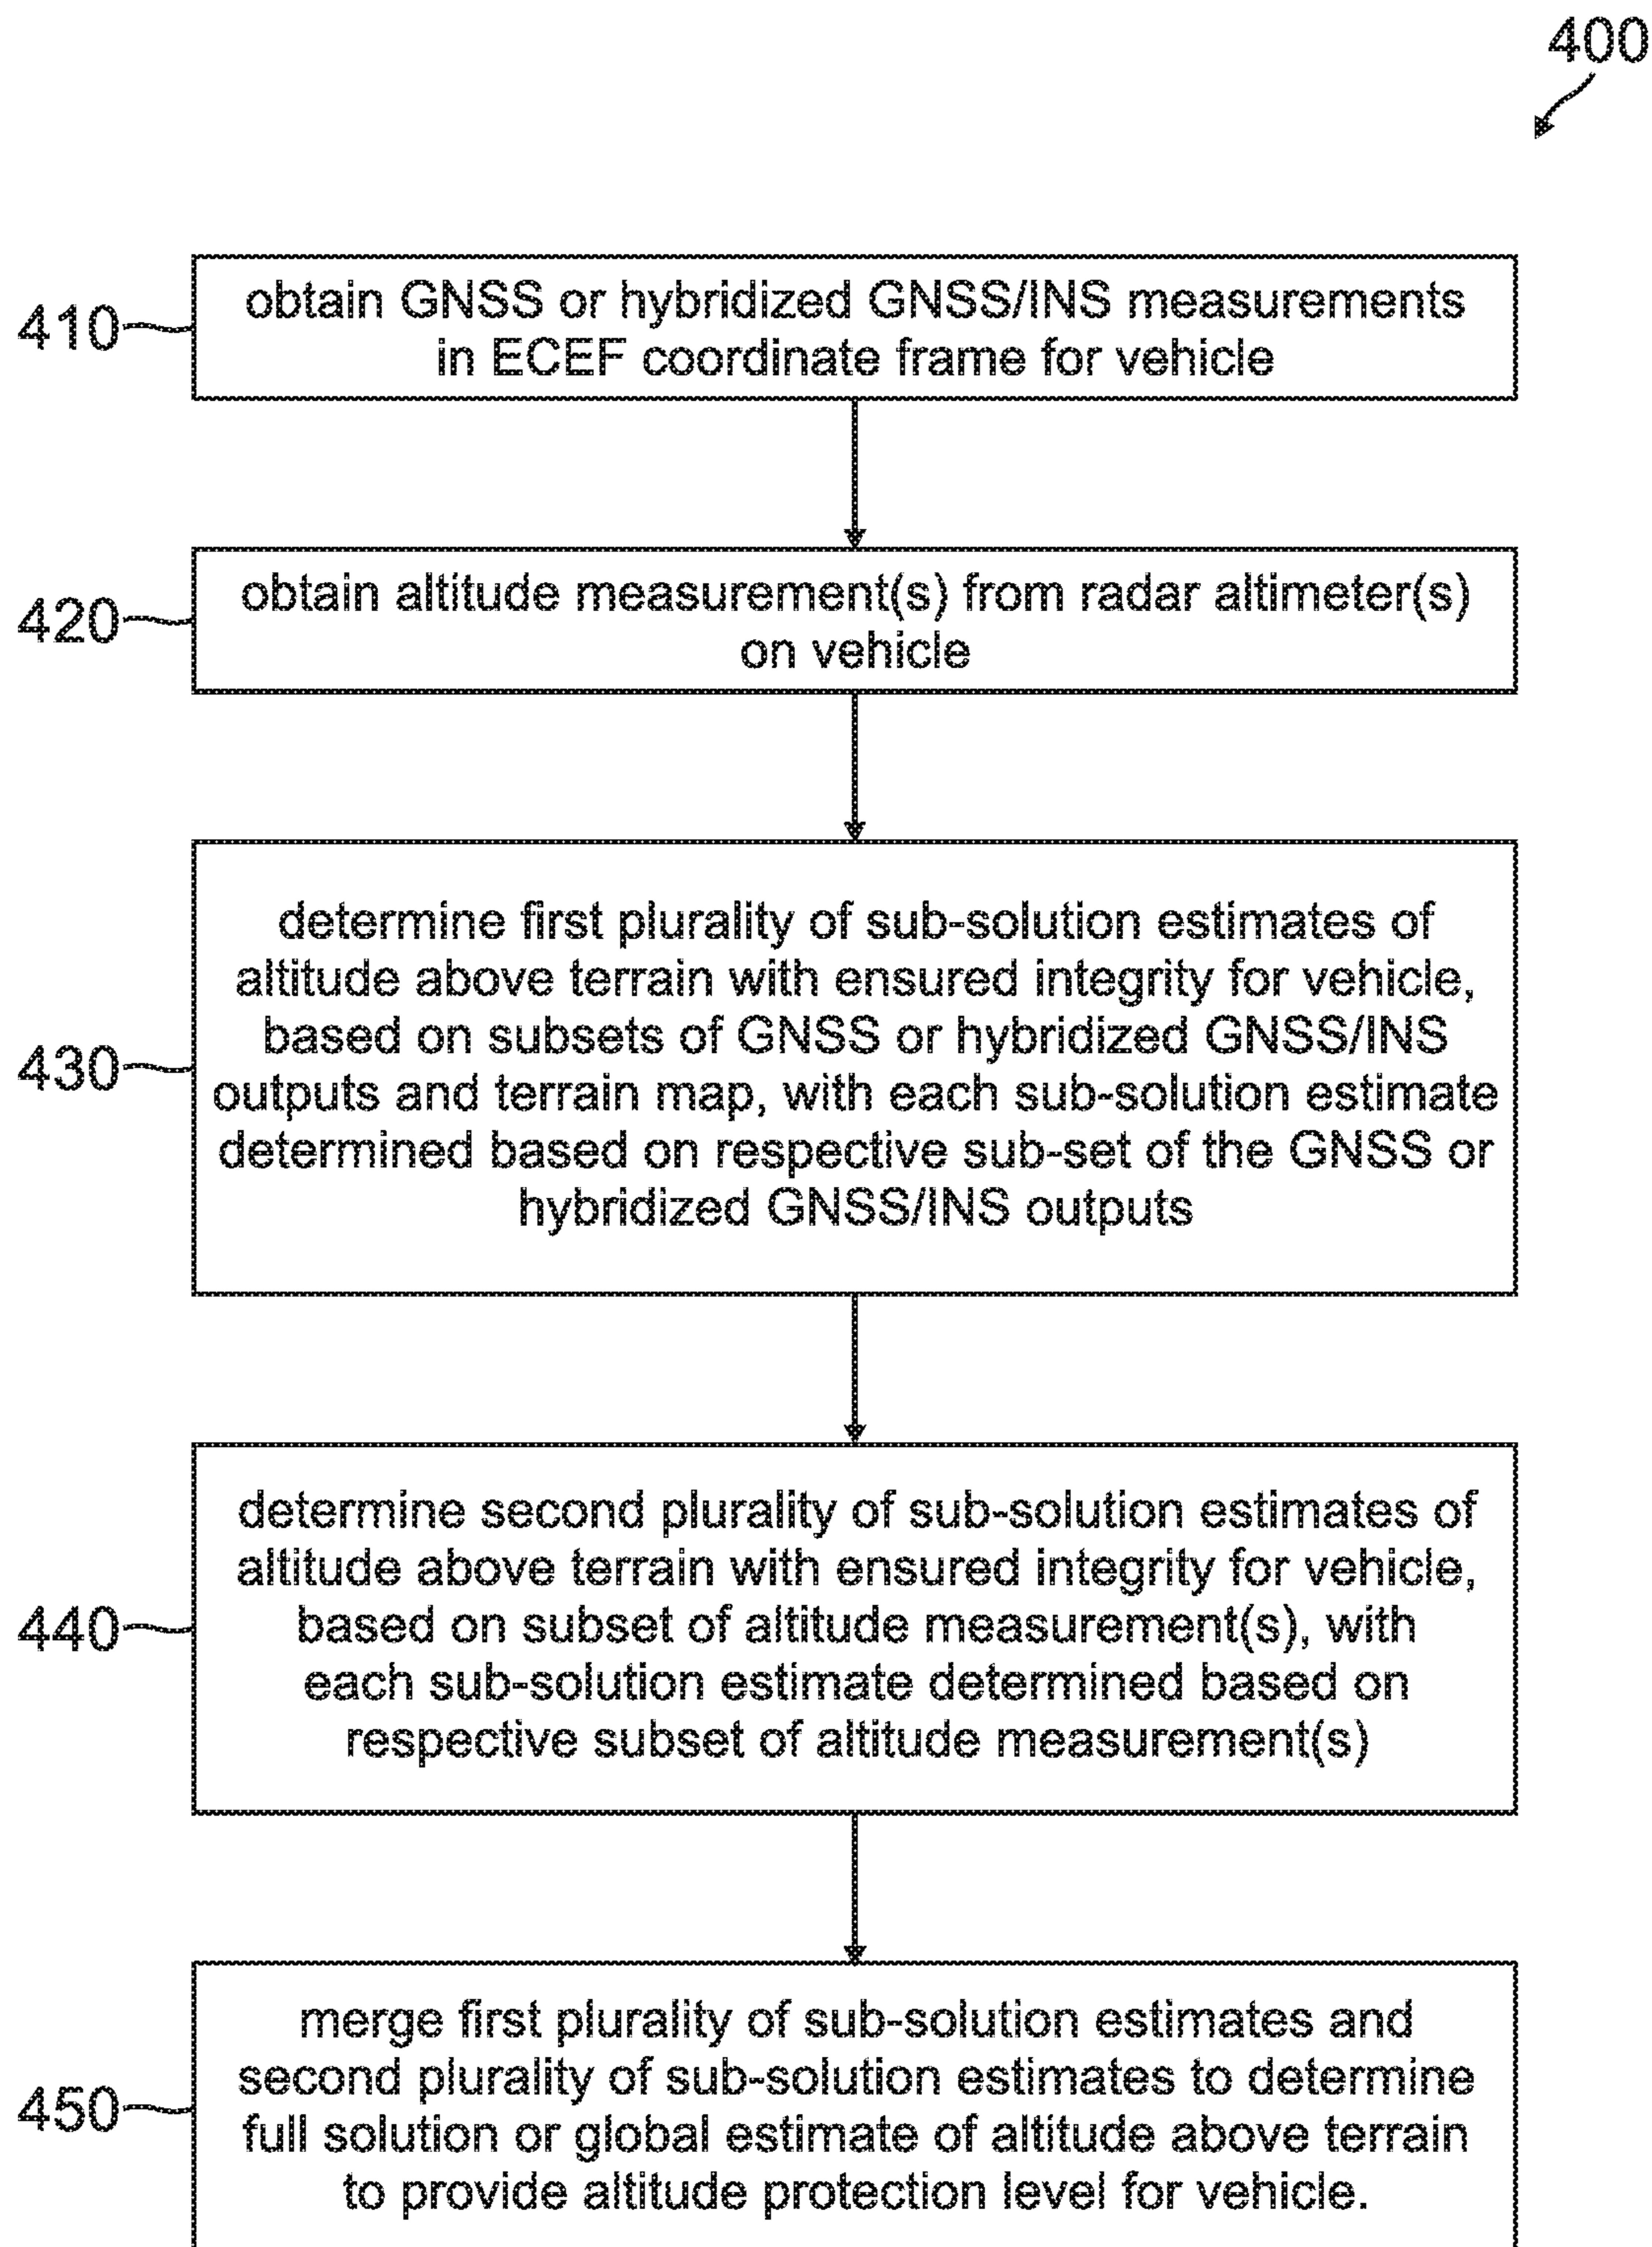 400
410
obtain GNSS or hybridized GNSS/INS measurements
in ECEF coordinate frame for vehicle
420
obtain altitude measurement(s) from radar altimeter(s)
on vehicle
430
determine first plurality of sub-solution estimates of
altitude above terrain with ensured integrity for vehicle,
based on subsets of GNSS or hybridized GNSS/INS
outputs and terrain map, with each sub-solution estimate
determined based on respective sub-set of the GNSS or
hybridized GNSS/INS outputs
440
determine second plurality of sub-solution estimates of
altitude above terrain with ensured integrity for vehicle,
based on subset of altitude measurement(s), with
each sub-solution estimate determined based on
respective subset of altitude measurement(s)
450
merge first plurality of sub-solution estimates and
second plurality of sub-solution estimates to determine
full solution or global estimate of altitude above terrain
to provide altitude protection level for vehicle.